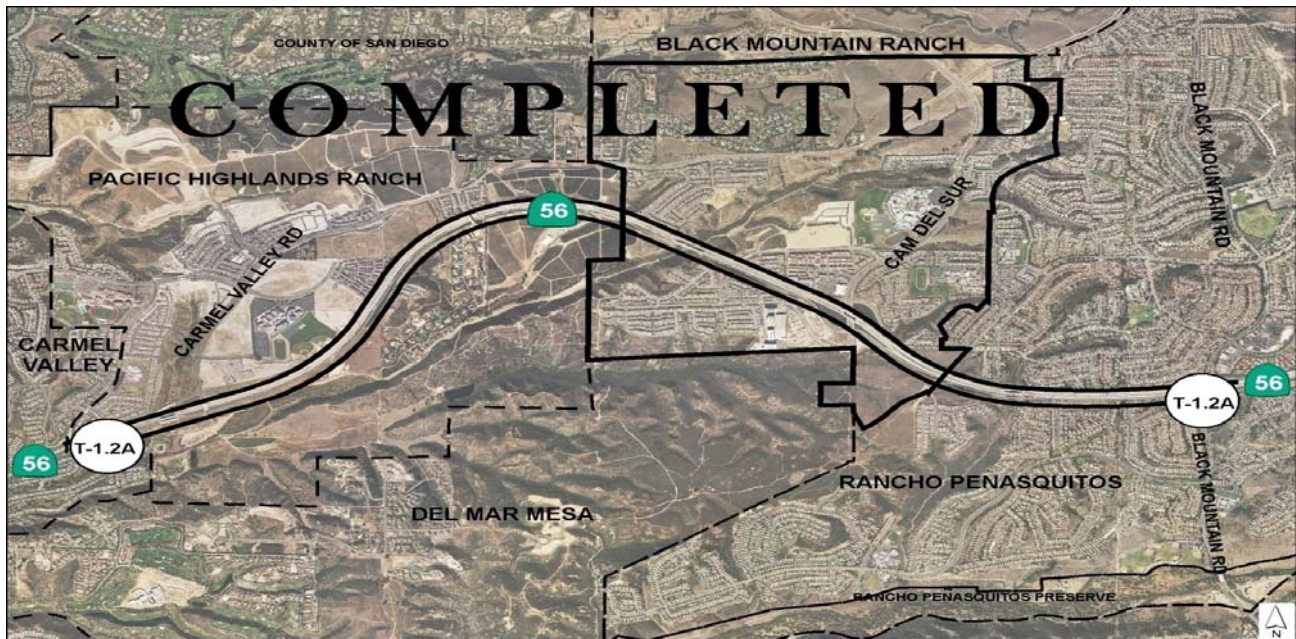 COUNTY OF SAN DIEGO
BLACK MOUNTAIN RANCH
COMPLETED
BLACK MOUNTAIN RD
PACIFIC HIGHLANDS RANCH
56
CAM DEL SUR
CARMEL VALLEY RD
CARMEL
VALLEY
56
T-1.2A
T-1.2A
56
RANCHO PENASQUITOS
DEL MAR MESA
BLACK MOUNTAIN RD
RANCHO PENASQUITOS PRESERVE
N